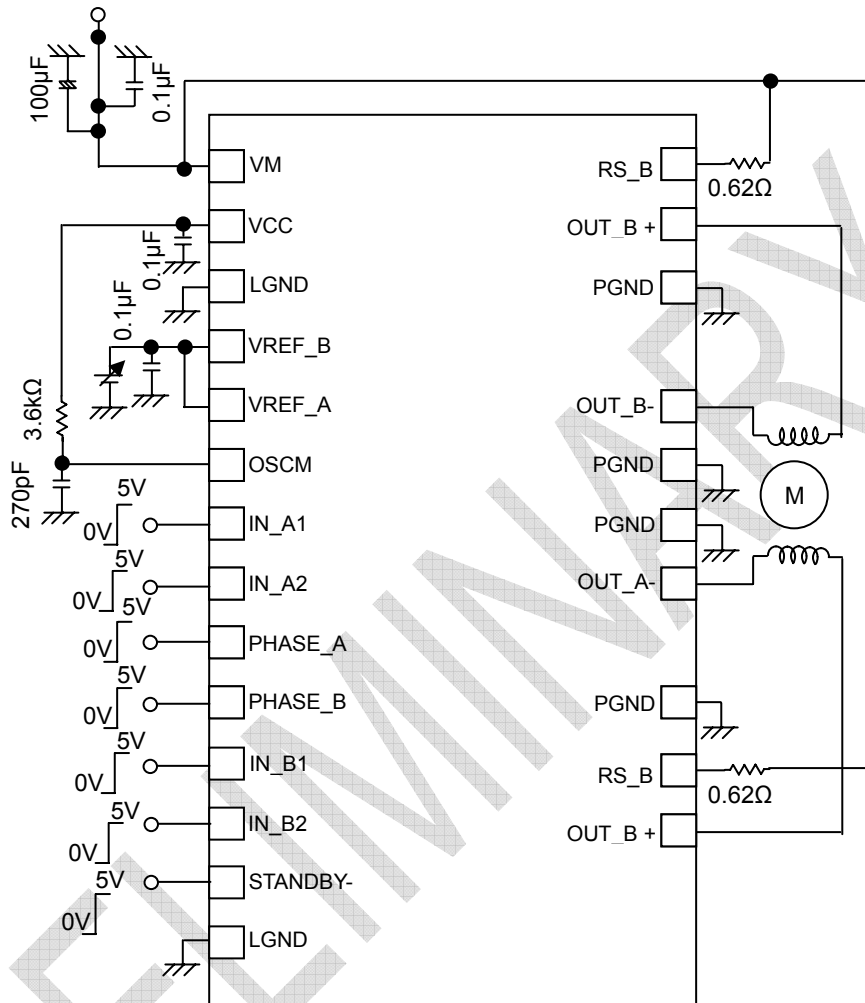 100µF
0.1µF
VM
VCC
0.1µF
LGND
0.1µF
VREF_B
VREF_A
3.6kΩ
OSCM
270pF
5V
0V
IN_A1
5V
0V
IN_A2
5V
0V
PHASE_A
5V
0V
PHASE_B
5V
0V
IN_B1
5V
0V
IN_B2
5V
0V
STANDBY-
LGND
RS_B
0.62Ω
OUT_B +
PGND
OUT_B-
PGND
M
PGND
OUT_A-
PGND
RS_B
0.62Ω
OUT_B +
ELIMINARY